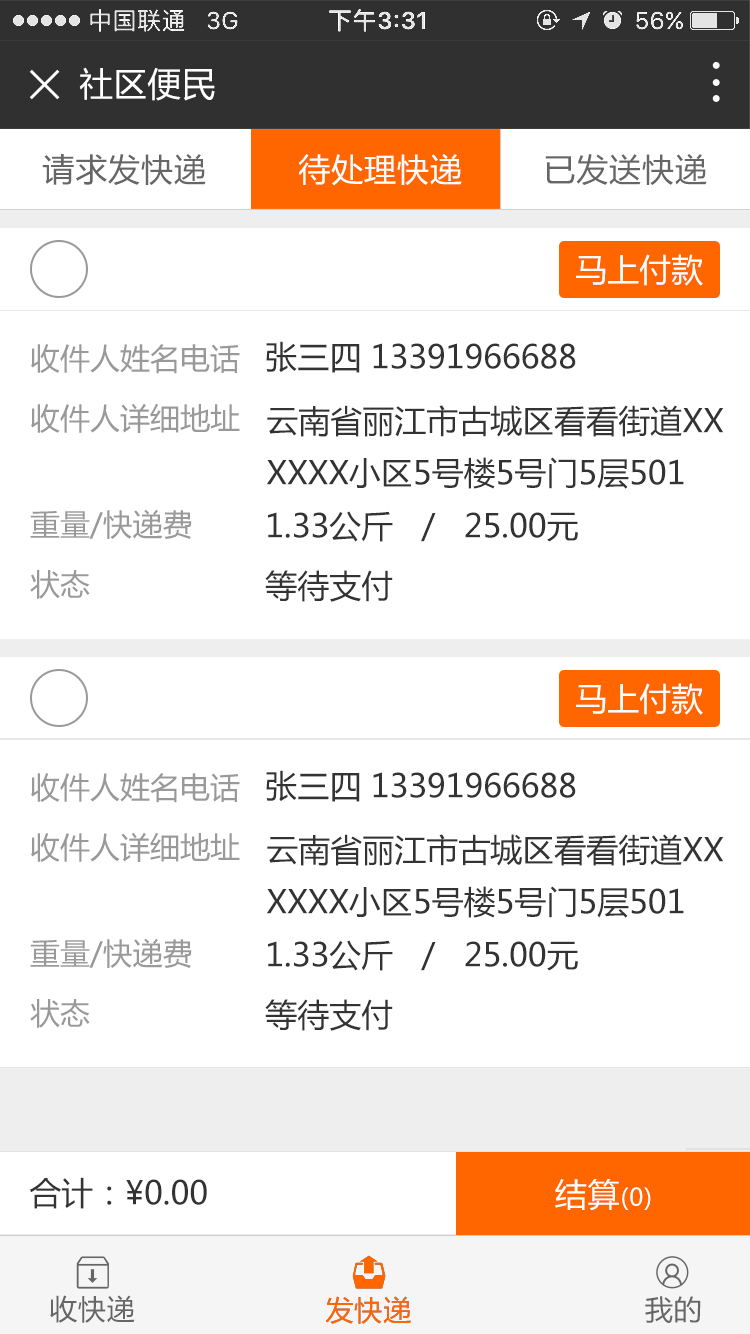 中国联通 3G 下午3:31 56%
社区便民
请求发快递 待处理快递 已发送快递
马上付款
收件人姓名电话 张三四 13391966688
收件人详细地址 云南省丽江市古城区看看街道XX
XXXX小区5号楼5号门5层501
重量/快递费 1.33公斤 / 25.00元
状态 等待支付
马上付款
收件人姓名电话 张三四 13391966688
收件人详细地址 云南省丽江市古城区看看街道XX
XXXX小区5号楼5号门5层501
重量/快递费 1.33公斤 / 25.00元
状态 等待支付
合计：¥0.00 结算(0)
收快递 发快递 我的